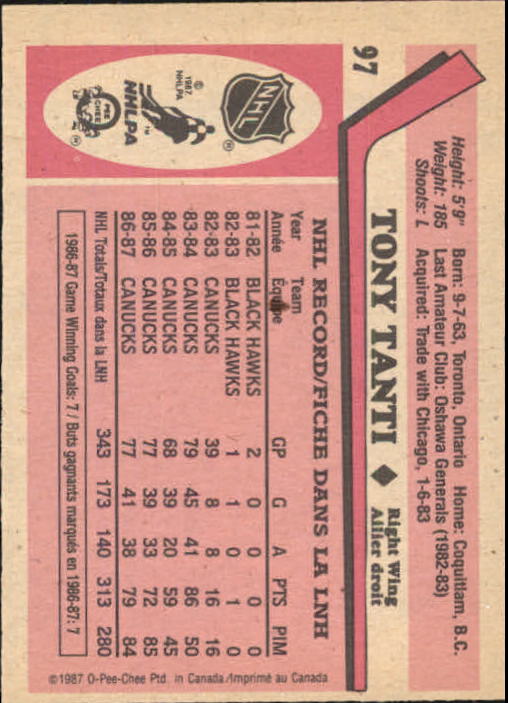 97
Height: 5'9" Born: 9-7-63, Toronto, Ontario Home: Coquitlam, B.C.
Weight: 185 Last Amateur Club: Oshawa Generals (1982-83)
Shoots: L Acquired: Trade with Chicago, 1-6-83
TONY TANTI ♦ Right Wing
Ailier droit
NHL
®
© 1987 NHLPA
NHLPA
™
O PEE CHEE
®
NHL RECORD/FICHE DANS LA LNH
Year Team
Année Équipe GP G A PTS PIM
81-82 BLACK HAWKS 2 0 0 0 0
82-83 BLACK HAWKS 1 1 0 1 0
82-83 CANUCKS 39 8 8 16 16
83-84 CANUCKS 79 45 41 86 50
84-85 CANUCKS 68 39 20 59 45
85-86 CANUCKS 77 39 33 72 85
86-87 CANUCKS 77 41 38 79 84
NHL Totals/Totaux dans la LNH 343 173 140 313 280
1986-87 Game Winning Goals: 7 / Buts gagnants marqués en 1986-87: 7
©1987 O-Pee-Chee Ptd. in Canada/Imprimé au Canada